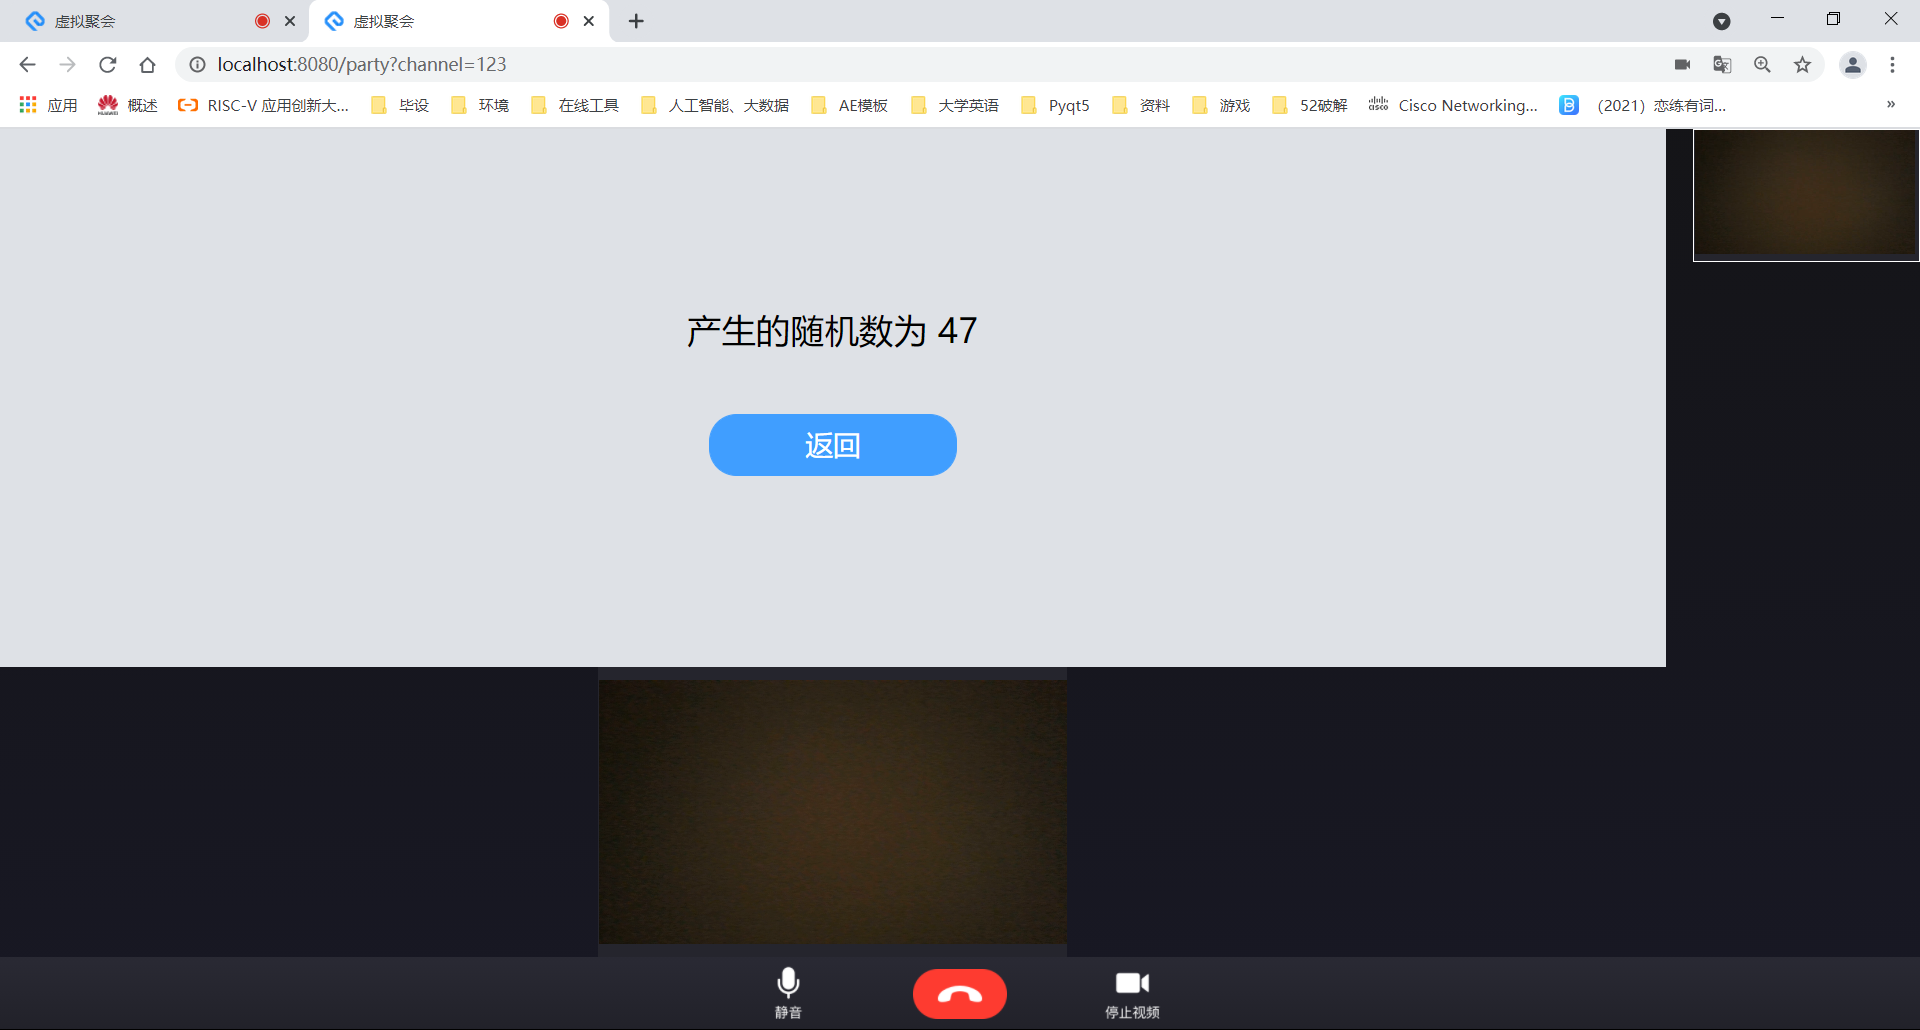 虚拟聚会
虚拟聚会
localhost:8080/party?channel=123
应用 概述 RISC-V 应用创新大... 毕设 环境 在线工具 人工智能、大数据 AE模板 大学英语 Pyqt5 资料 游戏 52破解 Cisco Networking... （2021）恋练有词... »
产生的随机数为 47
返回
静音
停止视频